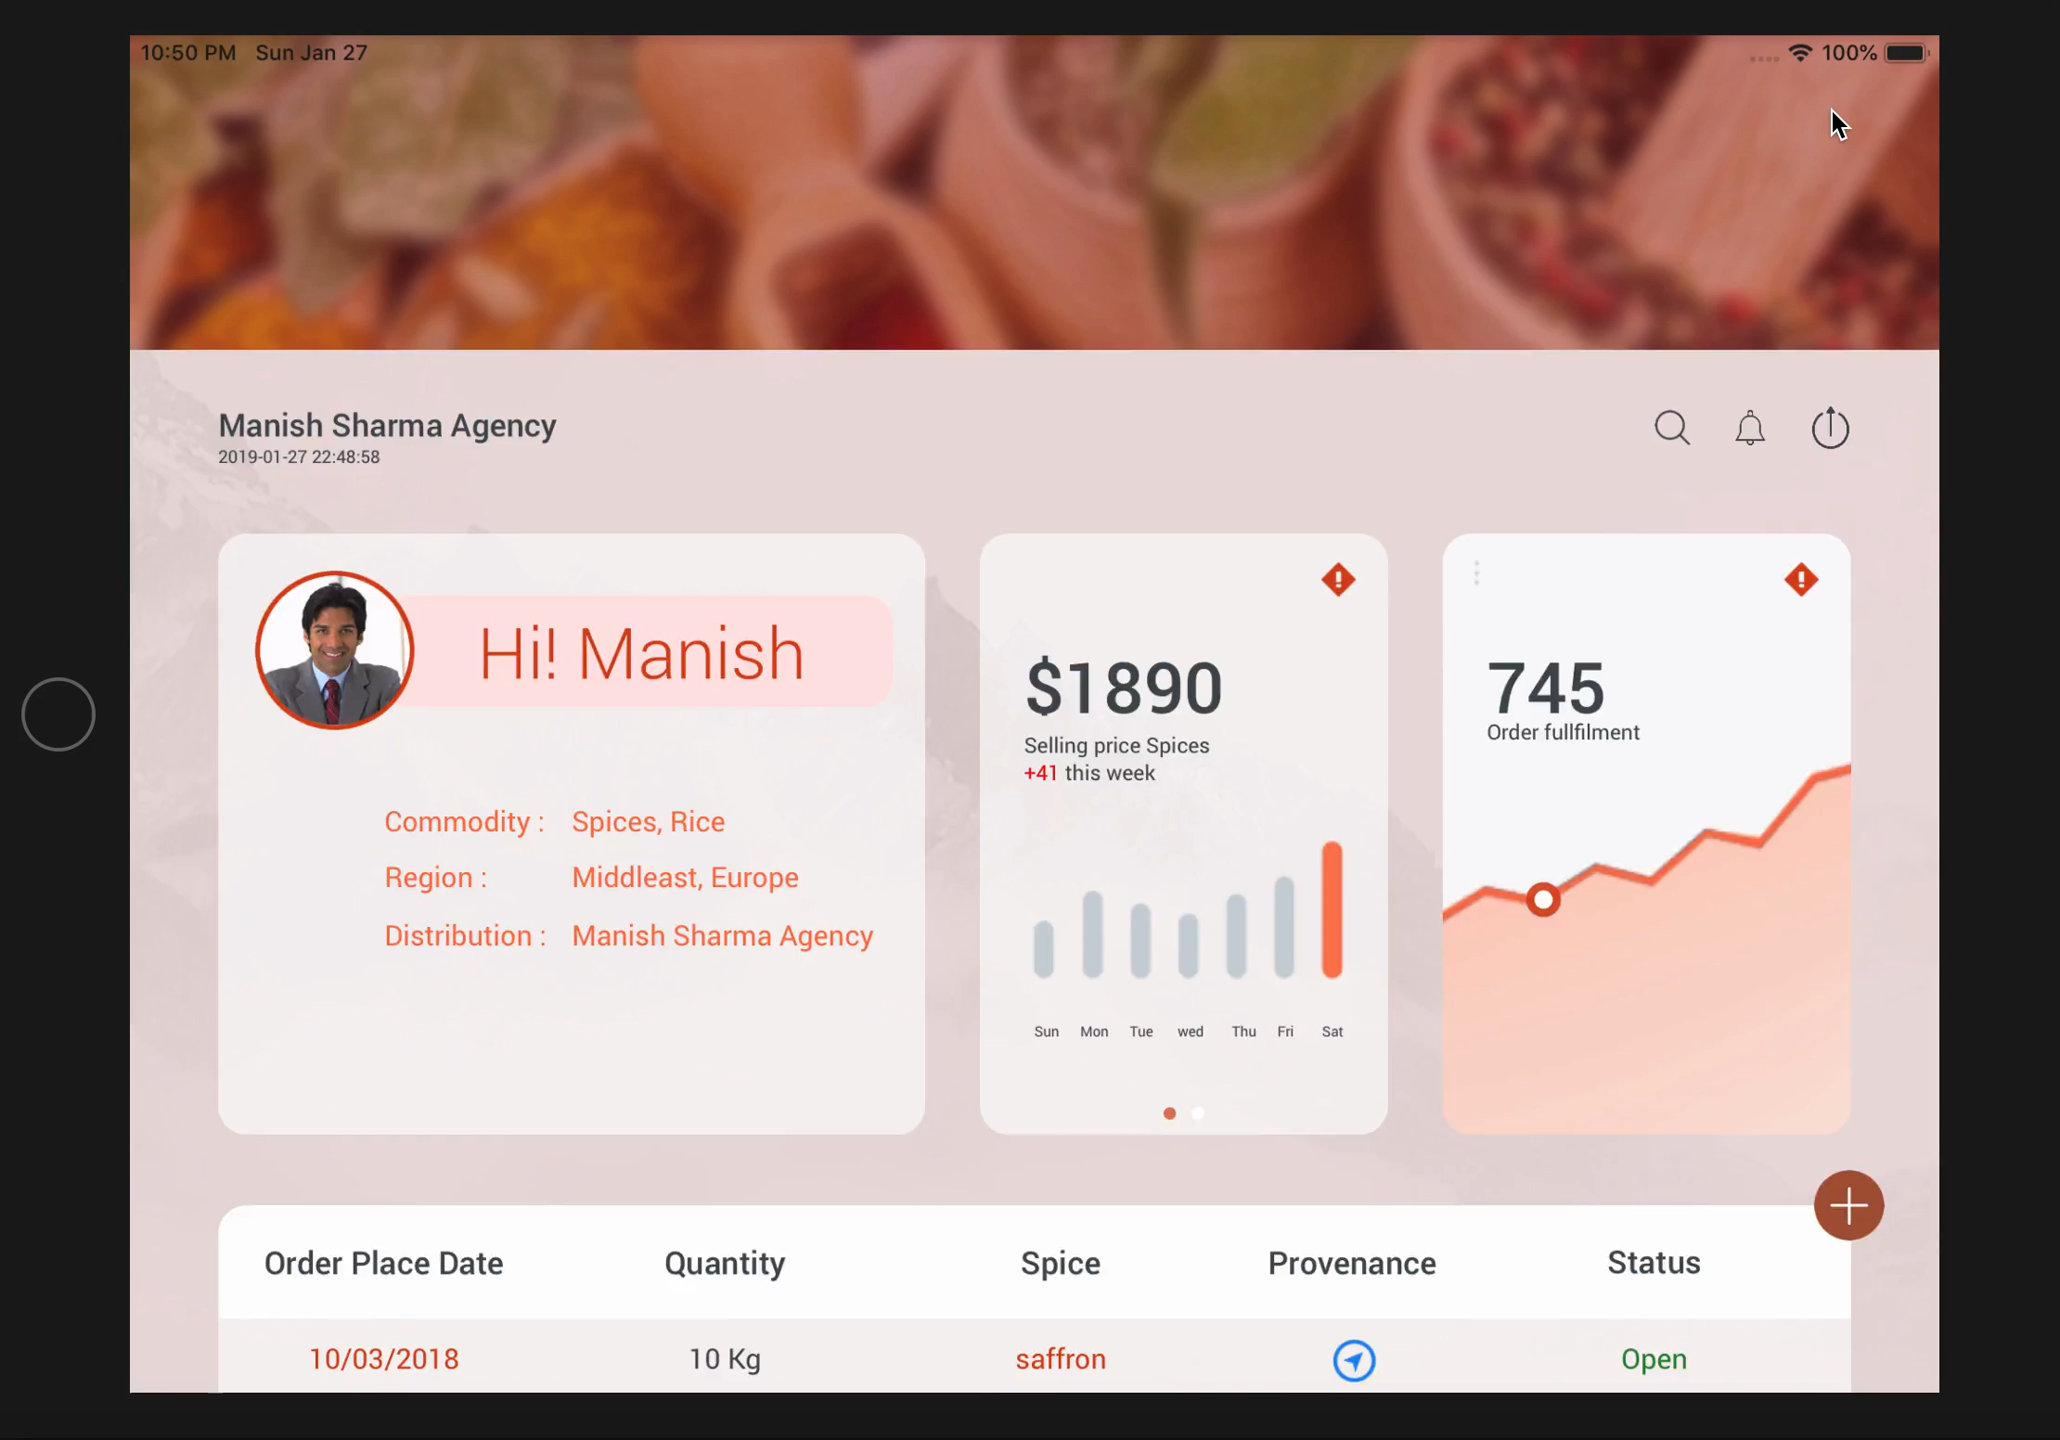 10:50 PM Sun Jan 27
100%
Manish Sharma Agency
2019-01-27 22:48:58
Hi! Manish
Commodity : Spices, Rice
Region : Middleast, Europe
Distribution : Manish Sharma Agency
$1890
Selling price Spices
+41 this week
Sun Mon Tue wed Thu Fri Sat
745
Order fullfilment
Order Place Date Quantity Spice Provenance Status
10/03/2018 10 Kg saffron Open